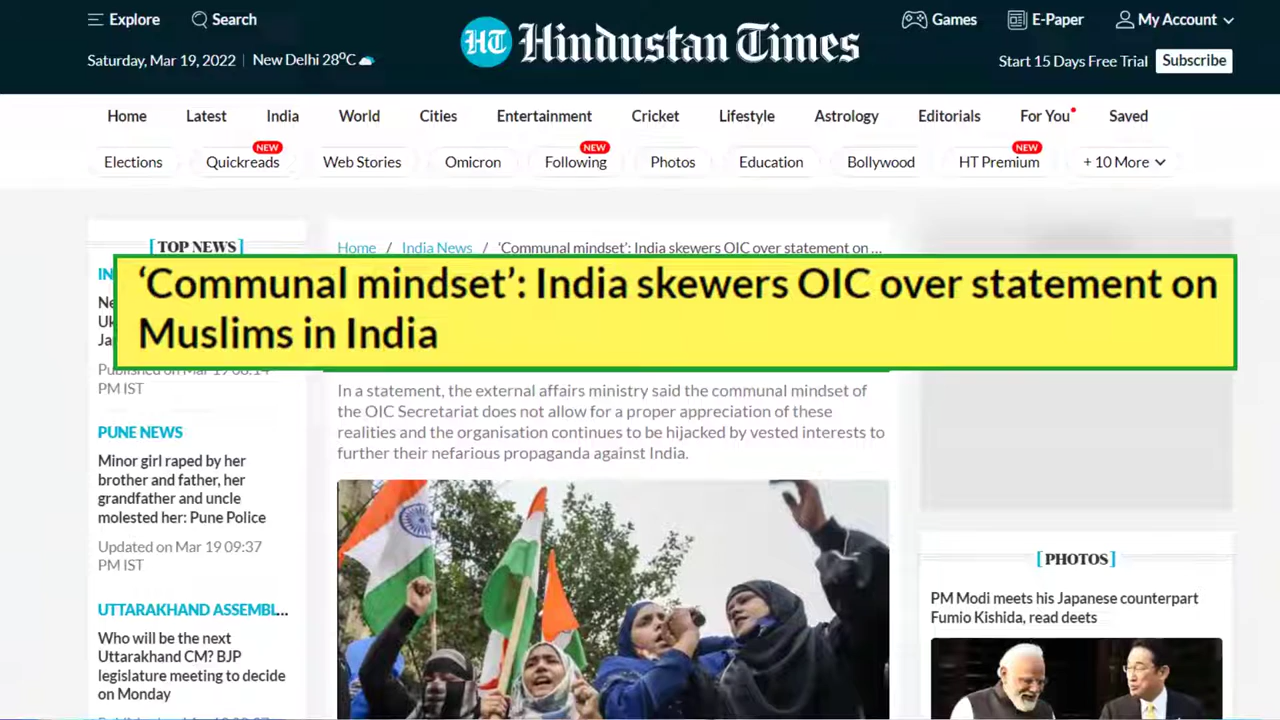 Explore
Search
HT Hindustan Times
Games
E-Paper
My Account
Saturday, Mar 19, 2022 | New Delhi 28°C
Start 15 Days Free Trial
Subscribe
Home Latest India World Cities Entertainment Cricket Lifestyle Astrology Editorials For You Saved
NEW NEW NEW
Elections Quickreads Web Stories Omicron Following Photos Education Bollywood HT Premium + 10 More
[TOP NEWS]
Home / India News / ‘Communal mindset’: India skewers OIC over statement on ...
IN
Ne
Uk
Ja
PM IST
‘Communal mindset’: India skewers OIC over statement on
Muslims in India
In a statement, the external affairs ministry said the communal mindset of
the OIC Secretariat does not allow for a proper appreciation of these
realities and the organisation continues to be hijacked by vested interests to
further their nefarious propaganda against India.
PUNE NEWS
Minor girl raped by her
brother and father, her
grandfather and uncle
molested her: Pune Police
Updated on Mar 19 09:37
PM IST
UTTARAKHAND ASSEMBL...
Who will be the next
Uttarakhand CM? BJP
legislature meeting to decide
on Monday
[PHOTOS]
PM Modi meets his Japanese counterpart
Fumio Kishida, read deets